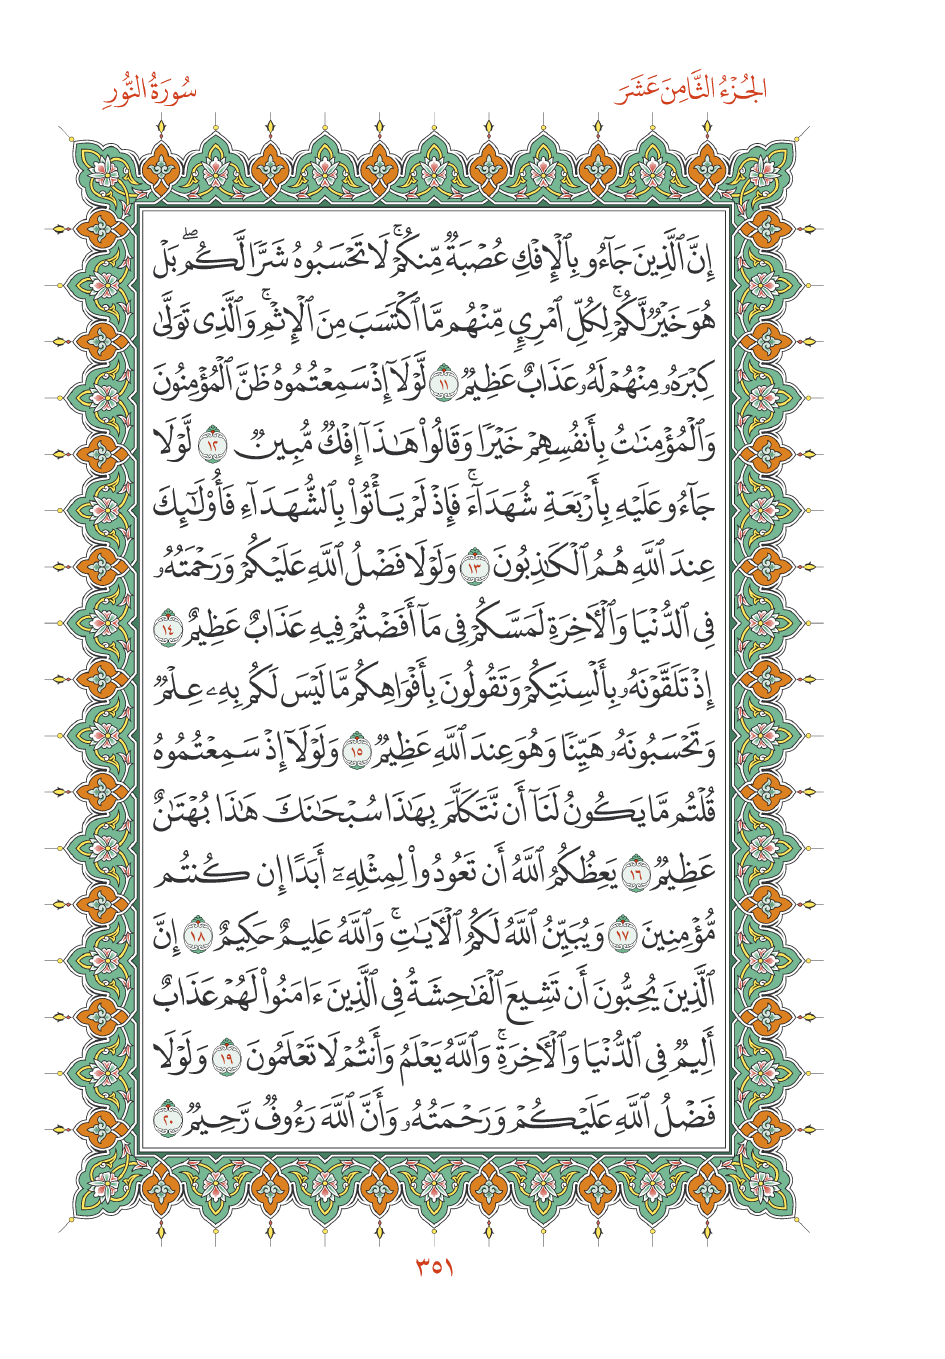 الجُزْءُ الثَّامِنَ عَشَرَ
سُورَةُ النُّورِ
إِنَّ ٱلَّذِينَ جَآءُو بِٱلْإِفْكِ عُصْبَةٌ مِّنكُمْ ۚ لَا تَحْسَبُوهُ شَرًّا لَّكُم ۖ بَلْ
هُوَ خَيْرٌ لَّكُمْ ۚ لِكُلِّ ٱمْرِئٍ مِّنْهُم مَّا ٱكْتَسَبَ مِنَ ٱلْإِثْمِ ۚ وَٱلَّذِى تَوَلَّىٰ
كِبْرَهُۥ مِنْهُمْ لَهُۥ عَذَابٌ عَظِيمٌ ١١ لَّوْلَآ إِذْ سَمِعْتُمُوهُ ظَنَّ ٱلْمُؤْمِنُونَ
وَٱلْمُؤْمِنَٰتُ بِأَنفُسِهِمْ خَيْرًا وَقَالُوا۟ هَٰذَآ إِفْكٌ مُّبِينٌ ١٢ لَّوْلَا
جَآءُو عَلَيْهِ بِأَرْبَعَةِ شُهَدَآءَ ۚ فَإِذْ لَمْ يَأْتُوا۟ بِٱلشُّهَدَآءِ فَأُو۟لَٰٓئِكَ
عِندَ ٱللَّهِ هُمُ ٱلْكَٰذِبُونَ ١٣ وَلَوْلَا فَضْلُ ٱللَّهِ عَلَيْكُمْ وَرَحْمَتُهُۥ
فِى ٱلدُّنْيَا وَٱلْءَاخِرَةِ لَمَسَّكُمْ فِى مَآ أَفَضْتُمْ فِيهِ عَذَابٌ عَظِيمٌ ١٤
إِذْ تَلَقَّوْنَهُۥ بِأَلْسِنَتِكُمْ وَتَقُولُونَ بِأَفْوَاهِكُم مَّا لَيْسَ لَكُم بِهِۦ عِلْمٌ
وَتَحْسَبُونَهُۥ هَيِّنًا وَهُوَ عِندَ ٱللَّهِ عَظِيمٌ ١٥ وَلَوْلَآ إِذْ سَمِعْتُمُوهُ
قُلْتُم مَّا يَكُونُ لَنَآ أَن نَّتَكَلَّمَ بِهَٰذَا سُبْحَٰنَكَ هَٰذَا بُهْتَٰنٌ
عَظِيمٌ ١٦ يَعِظُكُمُ ٱللَّهُ أَن تَعُودُوا۟ لِمِثْلِهِۦٓ أَبَدًا إِن كُنتُم
مُّؤْمِنِينَ ١٧ وَيُبَيِّنُ ٱللَّهُ لَكُمُ ٱلْءَايَٰتِ ۚ وَٱللَّهُ عَلِيمٌ حَكِيمٌ ١٨ إِنَّ
ٱلَّذِينَ يُحِبُّونَ أَن تَشِيعَ ٱلْفَٰحِشَةُ فِى ٱلَّذِينَ ءَامَنُوا۟ لَهُمْ عَذَابٌ
أَلِيمٌ فِى ٱلدُّنْيَا وَٱلْءَاخِرَةِ ۚ وَٱللَّهُ يَعْلَمُ وَأَنتُمْ لَا تَعْلَمُونَ ١٩ وَلَوْلَا
فَضْلُ ٱللَّهِ عَلَيْكُمْ وَرَحْمَتُهُۥ وَأَنَّ ٱللَّهَ رَءُوفٌ رَّحِيمٌ ٢٠
٣٥١